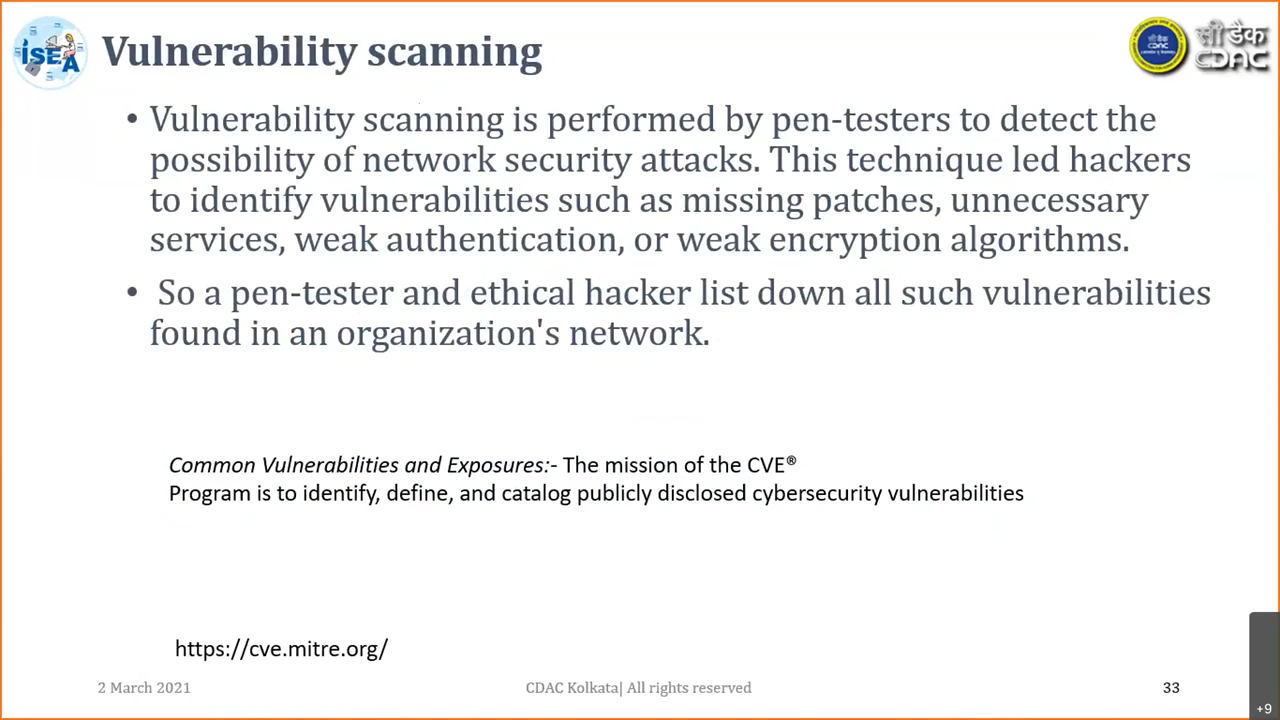 ISEA
Vulnerability scanning
सी डैक
CDAC
• Vulnerability scanning is performed by pen-testers to detect the
possibility of network security attacks. This technique led hackers
to identify vulnerabilities such as missing patches, unnecessary
services, weak authentication, or weak encryption algorithms.
• So a pen-tester and ethical hacker list down all such vulnerabilities
found in an organization's network.
Common Vulnerabilities and Exposures:- The mission of the CVE®
Program is to identify, define, and catalog publicly disclosed cybersecurity vulnerabilities
https://cve.mitre.org/
2 March 2021
CDAC Kolkata| All rights reserved
33
+9